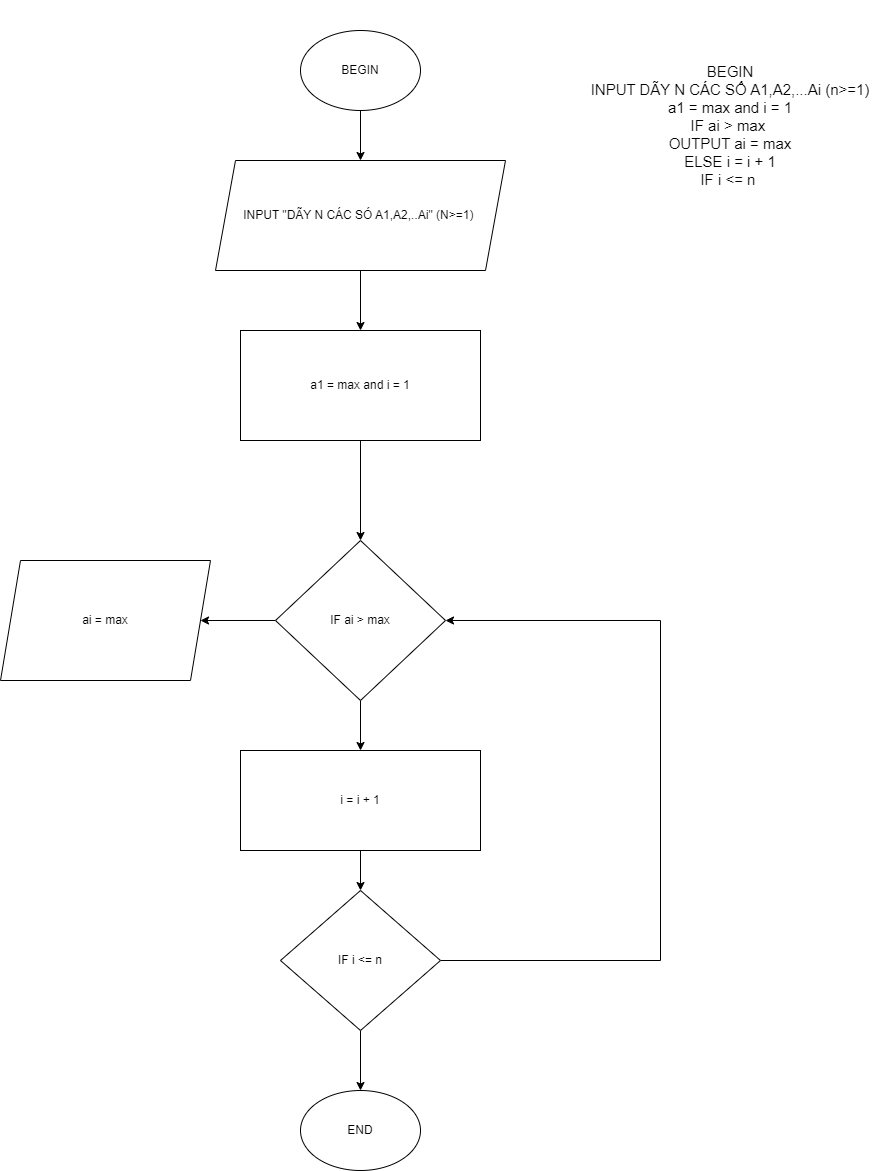 BEGIN
INPUT DÃY N CÁC SỐ A1,A2,...Ai (n>=1)
a1 = max and i = 1
IF ai > max
OUTPUT ai = max
ELSE i = i + 1
IF i <= n
BEGIN
INPUT "DÃY N CÁC SÓ A1,A2,..Ai" (N>=1)
a1 = max and i = 1
IF ai > max
ai = max
i = i + 1
IF i <= n
END